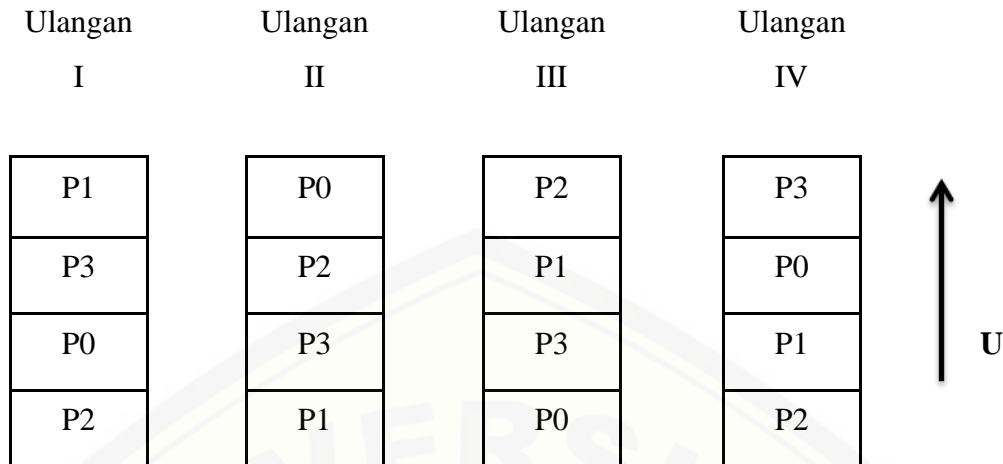 Ulangan Ulangan Ulangan Ulangan
I II III IV
P1 P0 P2 P3
P3 P2 P1 P0
P0 P3 P3 P1 U
P2 P1 P0 P2